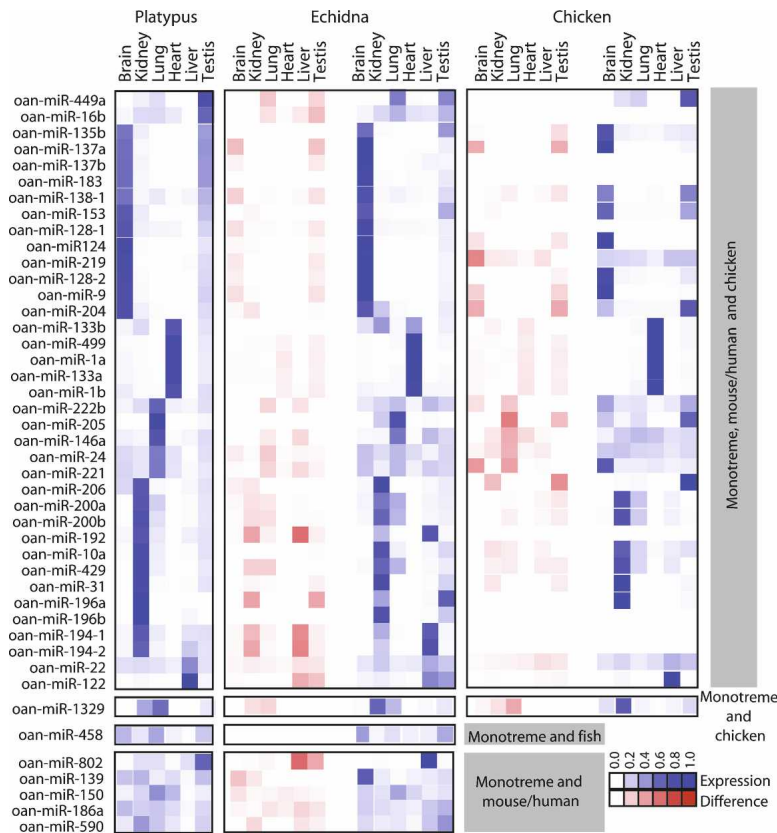 Platypus
Echidna
Chicken
Brain
Kidney
Lung
Heart
Liver
Testis
Brain
Kidney
Lung
Heart
Liver
Testis
Brain
Kidney
Lung
Heart
Liver
Testis
Brain
Kidney
Lung
Heart
Liver
Testis
Brain
Kidney
Lung
Heart
Liver
Testis
oan-miR-449a
oan-miR-16b
oan-miR-135b
oan-miR-137a
oan-miR-137b
oan-miR-183
oan-miR-138-1
oan-miR-153
oan-miR-128-1
oan-miR124
oan-miR-219
oan-miR-128-2
oan-miR-9
oan-miR-204
oan-miR-133b
oan-miR-499
oan-miR-1a
oan-miR-133a
oan-miR-1b
oan-miR-222b
oan-miR-205
oan-miR-146a
oan-miR-24
oan-miR-221
oan-miR-206
oan-miR-200a
oan-miR-200b
oan-miR-192
oan-miR-10a
oan-miR-429
oan-miR-31
oan-miR-196a
oan-miR-196b
oan-miR-194-1
oan-miR-194-2
oan-miR-22
oan-miR-122
Monotreme, mouse/human and chicken
oan-miR-1329
Monotreme
and
chicken
oan-miR-458
Monotreme and fish
oan-miR-802
oan-miR-139
oan-miR-150
oan-miR-186a
oan-miR-590
Monotreme and
mouse/human
0.0
0.2
0.4
0.6
0.8
1.0
Expression
Difference